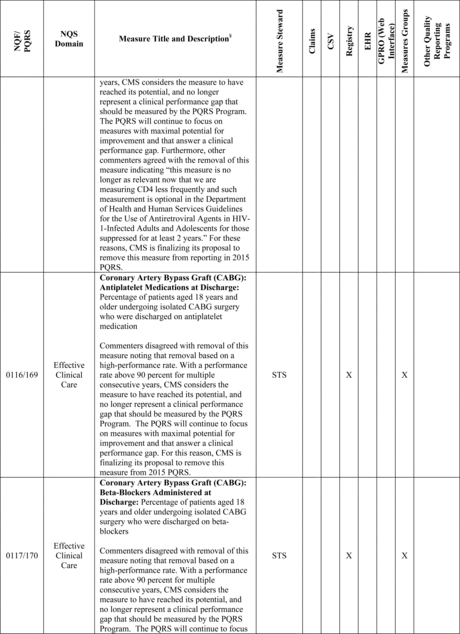 NQF/
PQRS
NQS
Domain
Measure Title and Description¥
Measure Steward
Claims
CSV
Registry
EHR
GPRO (Web
Interface)
Measures Groups
Other Quality
Reporting
Programs
years, CMS considers the measure to have
reached its potential, and no longer
represent a clinical performance gap that
should be measured by the PQRS Program.
The PQRS will continue to focus on
measures with maximal potential for
improvement and that answer a clinical
performance gap. Furthermore, other
commenters agreed with the removal of this
measure indicating “this measure is no
longer as relevant now that we are
measuring CD4 less frequently and such
measurement is optional in the Department
of Health and Human Services Guidelines
for the Use of Antiretroviral Agents in HIV-
1-Infected Adults and Adolescents for those
suppressed for at least 2 years.” For these
reasons, CMS is finalizing its proposal to
remove this measure from reporting in 2015
PQRS.
0116/169
Effective
Clinical
Care
Coronary Artery Bypass Graft (CABG):
Antiplatelet Medications at Discharge:
Percentage of patients aged 18 years and
older undergoing isolated CABG surgery
who were discharged on antiplatelet
medication
Commenters disagreed with removal of this
measure noting that removal based on a
high-performance rate. With a performance
rate above 90 percent for multiple
consecutive years, CMS considers the
measure to have reached its potential, and
no longer represent a clinical performance
gap that should be measured by the PQRS
Program.  The PQRS will continue to focus
on measures with maximal potential for
improvement and that answer a clinical
performance gap. For this reason, CMS is
finalizing its proposal to remove this
measure from 2015 PQRS.
STS
X
X
0117/170
Effective
Clinical
Care
Coronary Artery Bypass Graft (CABG):
Beta-Blockers Administered at
Discharge: Percentage of patients aged 18
years and older undergoing isolated CABG
surgery who were discharged on beta-
blockers
Commenters disagreed with removal of this
measure noting that removal based on a
high-performance rate. With a performance
rate above 90 percent for multiple
consecutive years, CMS considers the
measure to have reached its potential, and
no longer represent a clinical performance
gap that should be measured by the PQRS
Program.  The PQRS will continue to focus
STS
X
X